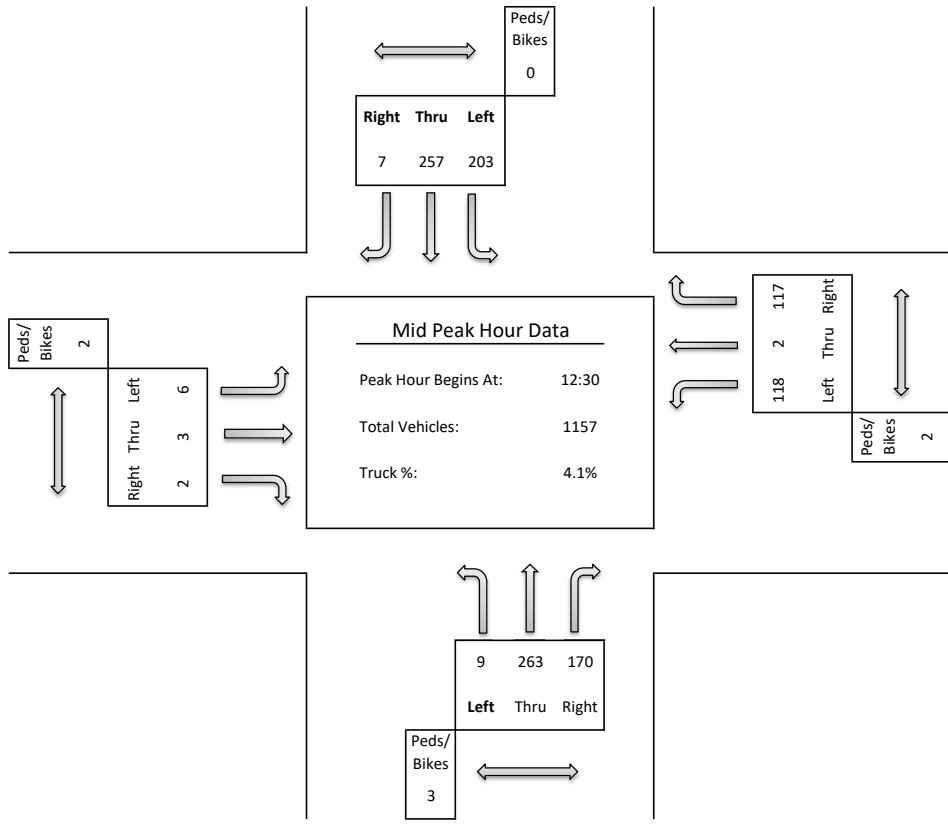 Peds/
Bikes
0
Right Thru Left
7 257 203
Peds/
Bikes
2
Left 6
Thru 3
Right 2
Mid Peak Hour Data
Peak Hour Begins At: 12:30
Total Vehicles: 1157
Truck %: 4.1%
117 Right
2 Thru
118 Left
Peds/
Bikes
2
9 263 170
Left Thru Right
Peds/
Bikes
3